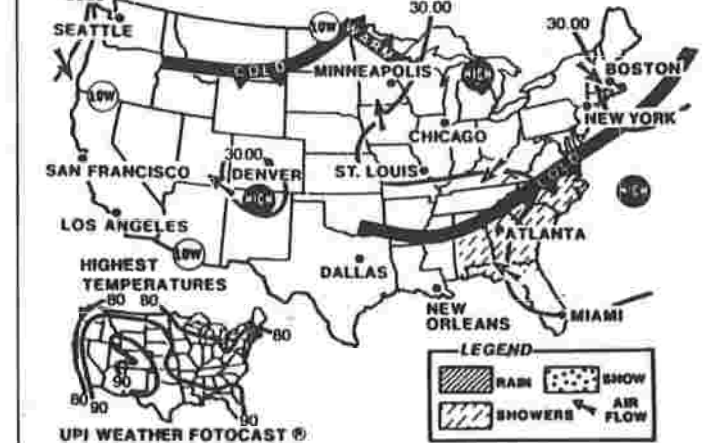 30.00
SEATTLE
LOW
30.00
COLD
MINNEAPOLIS
HIGH
BOSTON
LOW
NEW YORK
CHICAGO
30.00
SAN FRANCISCO
DENVER
ST. LOUIS
COLD
HIGH
HIGH
LOS ANGELES
ATLANTA
LOW
HIGHEST
TEMPERATURES
DALLAS
80 80
NEW
ORLEANS
MIAMI
80
LEGEND
RAIN
SNOW
90
80 90
SHOWERS
AIR
FLOW
90
UPI WEATHER FOTOCAST ®